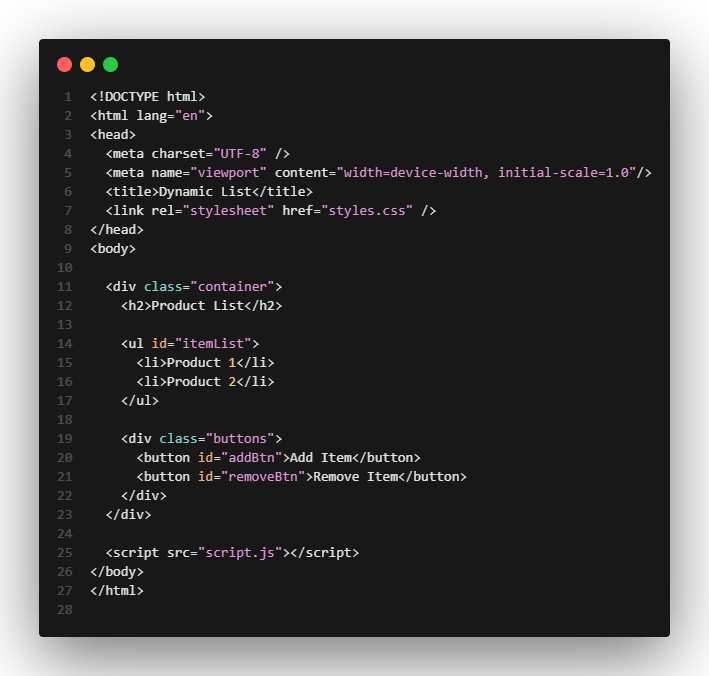 1 <!DOCTYPE html>
2 <html lang="en">
3 <head>
4   <meta charset="UTF-8" />
5   <meta name="viewport" content="width=device-width, initial-scale=1.0"/>
6   <title>Dynamic List</title>
7   <link rel="stylesheet" href="styles.css" />
8 </head>
9 <body>
10
11   <div class="container">
12     <h2>Product List</h2>
13
14     <ul id="itemList">
15       <li>Product 1</li>
16       <li>Product 2</li>
17     </ul>
18
19     <div class="buttons">
20       <button id="addBtn">Add Item</button>
21       <button id="removeBtn">Remove Item</button>
22     </div>
23   </div>
24
25   <script src="script.js"></script>
26 </body>
27 </html>
28